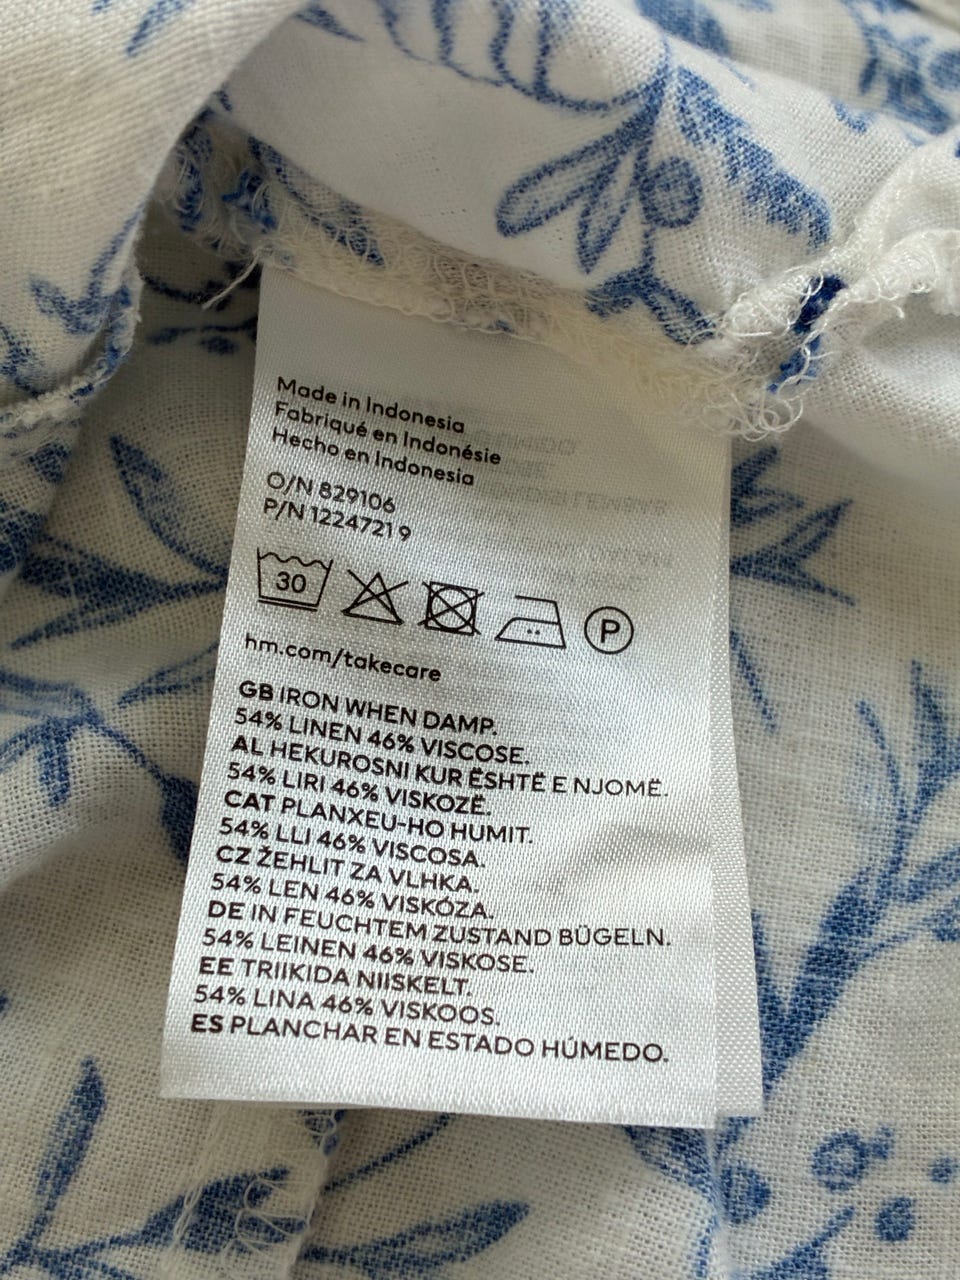 Made in Indonesia
Fabriqué en Indonésie
Hecho en Indonesia
O/N 829106
P/N 1224721 9
30
P
hm.com/takecare
GB IRON WHEN DAMP.
54% LINEN 46% VISCOSE.
AL HEKUROSNI KUR ËSHTË E NJOMË.
54% LIRI 46% VISKOZË.
CAT PLANXEU-HO HUMIT.
54% LLI 46% VISCOSA.
CZ ŽEHLIT ZA VLHKA.
54% LEN 46% VISKÓZA.
DE IN FEUCHTEM ZUSTAND BÜGELN.
54% LEINEN 46% VISKOSE.
EE TRIIKIDA NIISKELT.
54% LINA 46% VISKOOS.
ES PLANCHAR EN ESTADO HÚMEDO.